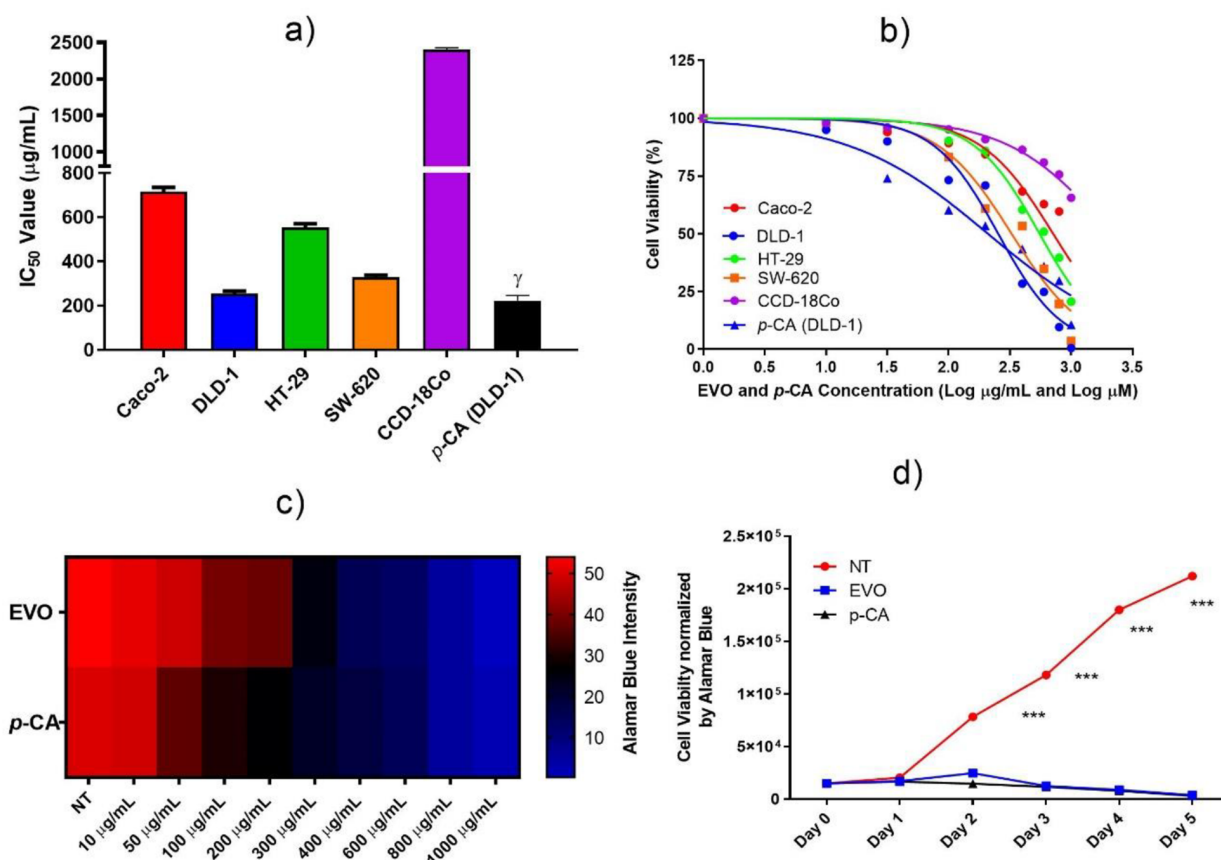 a)
IC50 Value (μg/mL)
2500
2000
1500
1000
800
600
400
200
0
γ
Caco-2
DLD-1
HT-29
SW-620
CCD-18Co
p-CA (DLD-1)
b)
Cell Viability (%)
100
75
50
25
0
Caco-2
DLD-1
HT-29
SW-620
CCD-18Co
p-CA (DLD-1)
0.0 0.5 1.0 1.5 2.0 2.5 3.0 3.5
EVO and p-CA Concentration (Log μg/mL and Log μM)
c)
EVO
p-CA
NT
10 μg/mL
50 μg/mL
100 μg/mL
200 μg/mL
300 μg/mL
400 μg/mL
600 μg/mL
800 μg/mL
1000 μg/mL
50
40
30
20
10
Alamar Blue Intensity
d)
Cell Viabilty normalized
by Alamar Blue
2.5×10⁵
2×10⁵
1.5×10⁵
1×10⁵
5×10⁴
0
NT
EVO
p-CA
***
***
***
***
Day 0
Day 1
Day 2
Day 3
Day 4
Day 5